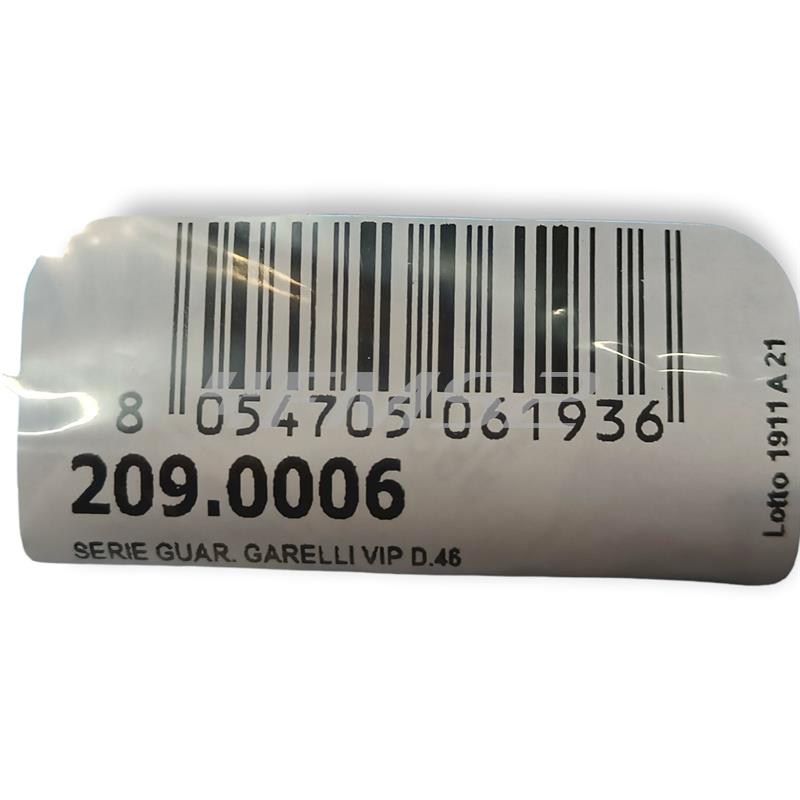 8 054705 061936
209.0006
SERIE GUAR. GARELLI VIP D.46
Lotto 1911 A 21